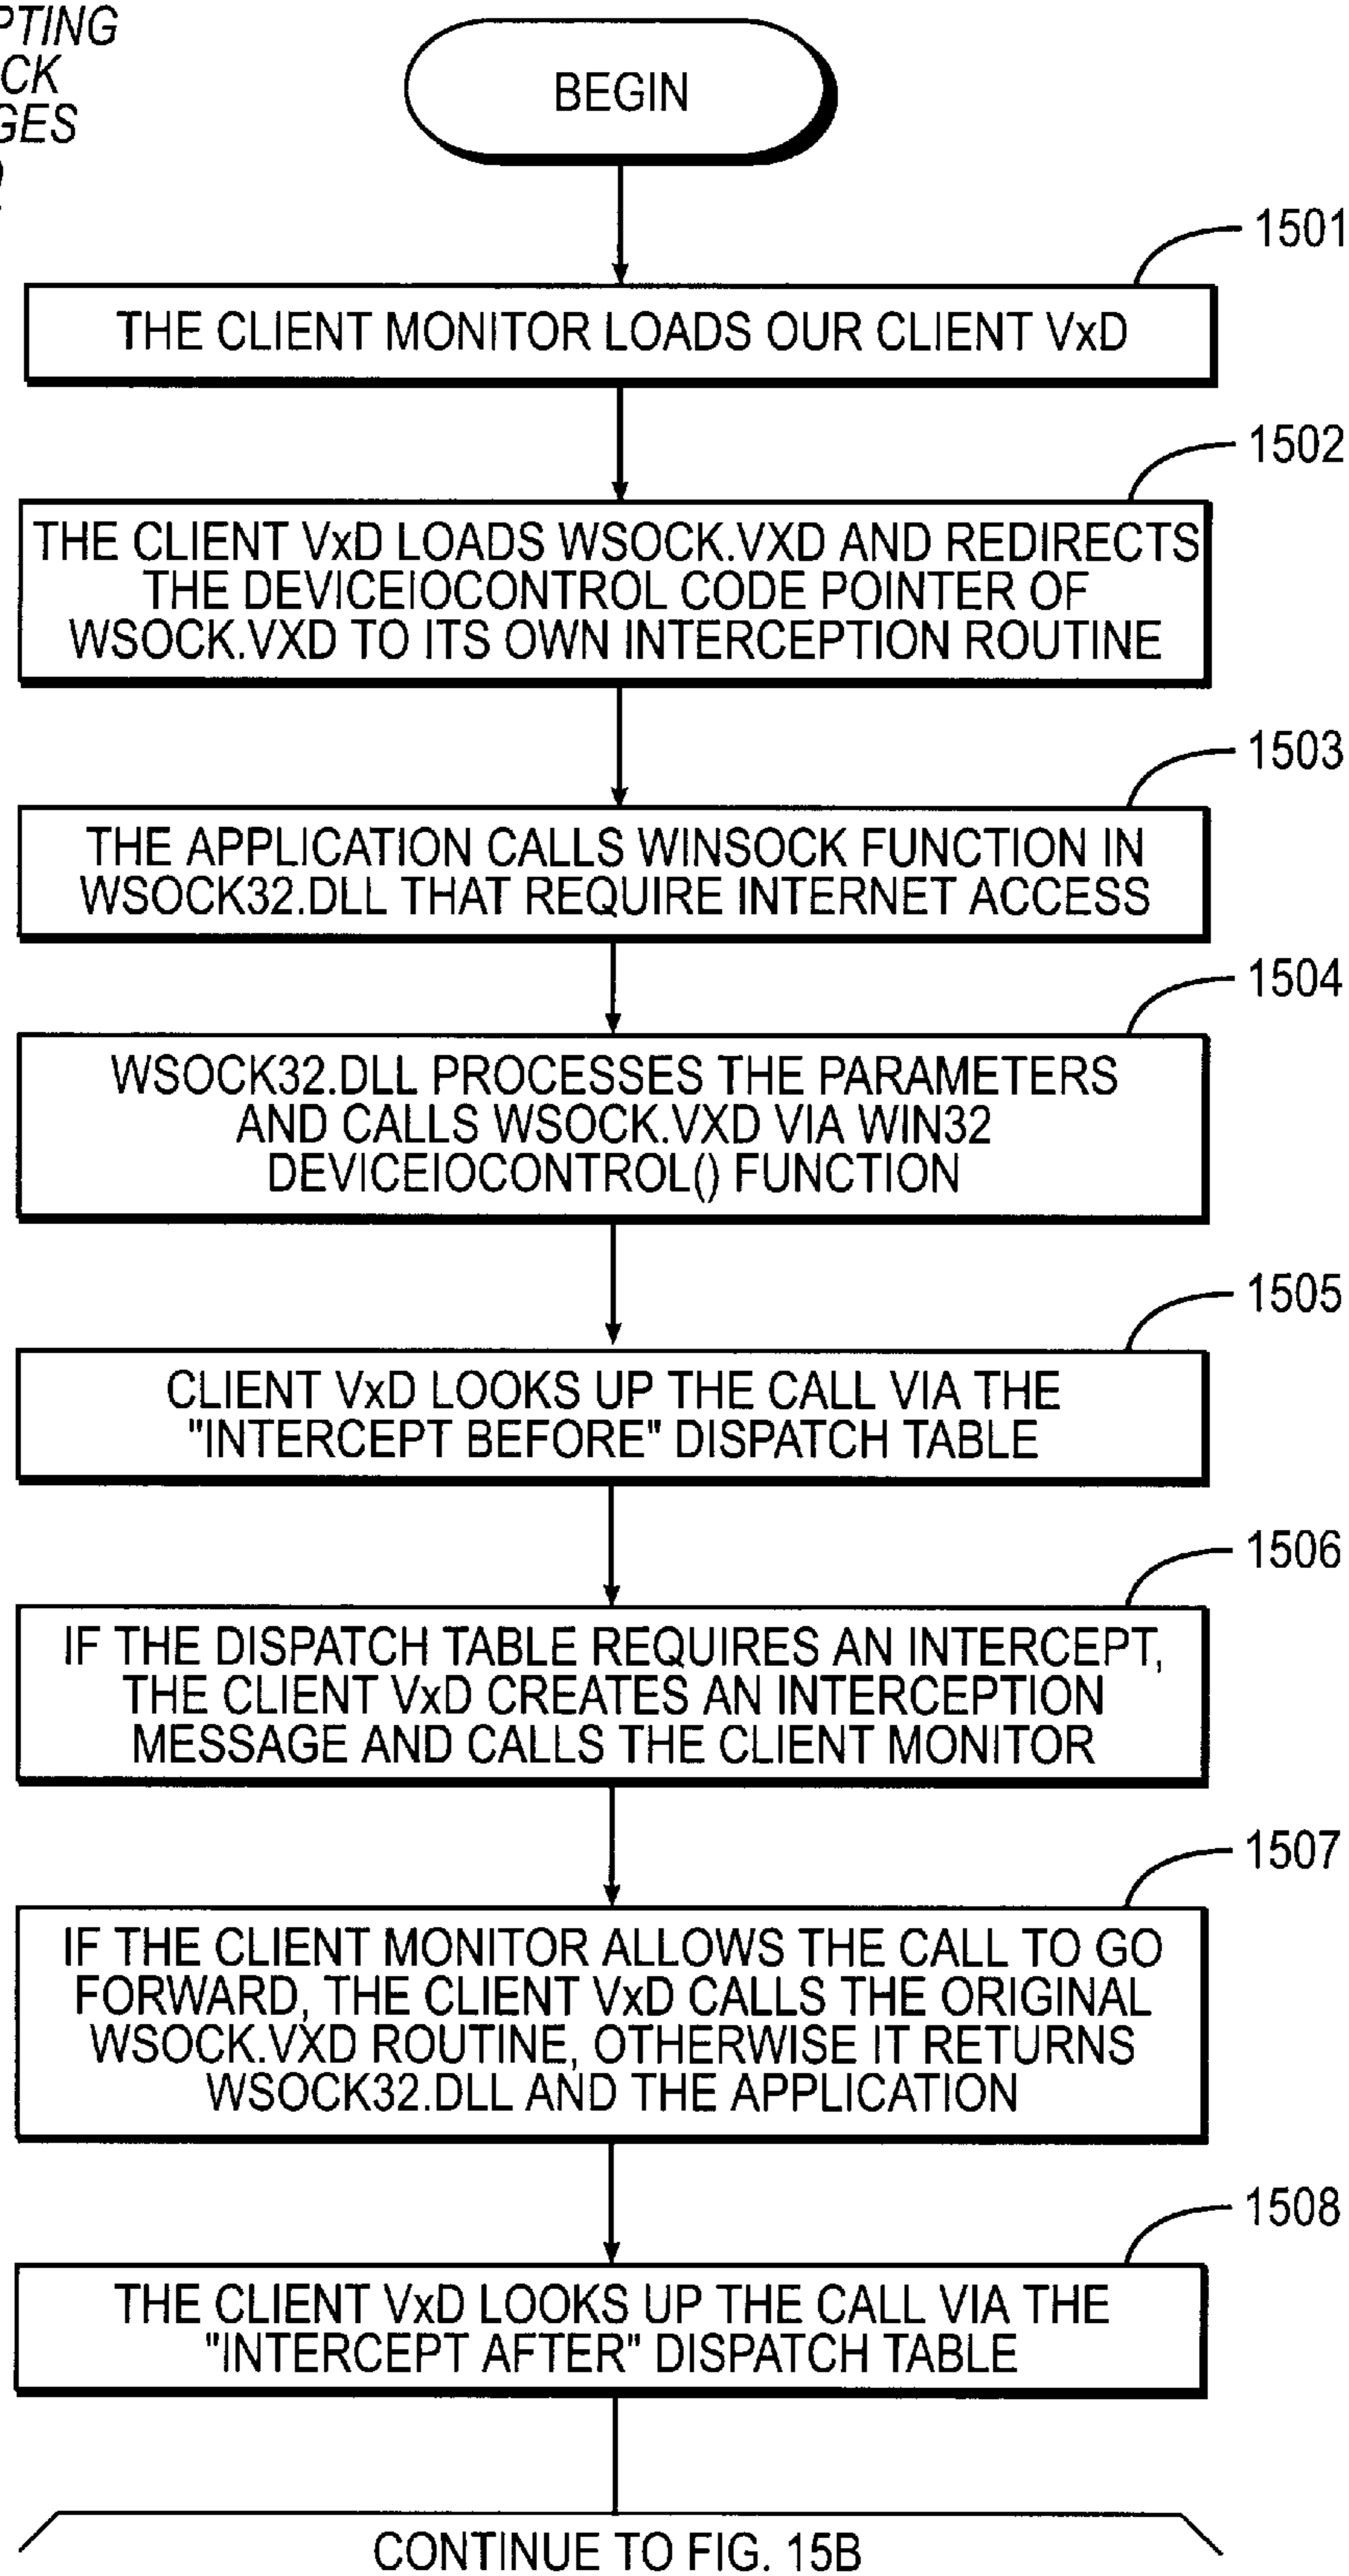 BEGIN
1501
THE CLIENT MONITOR LOADS OUR CLIENT VxD
1502
THE CLIENT VxD LOADS WSOCK.VXD AND REDIRECTS
THE DEVICEIOCONTROL CODE POINTER OF
WSOCK.VXD TO ITS OWN INTERCEPTION ROUTINE
1503
THE APPLICATION CALLS WINSOCK FUNCTION IN
WSOCK32.DLL THAT REQUIRE INTERNET ACCESS
1504
WSOCK32.DLL PROCESSES THE PARAMETERS
AND CALLS WSOCK.VXD VIA WIN32
DEVICEIOCONTROL() FUNCTION
1505
CLIENT VxD LOOKS UP THE CALL VIA THE
"INTERCEPT BEFORE" DISPATCH TABLE
1506
IF THE DISPATCH TABLE REQUIRES AN INTERCEPT,
THE CLIENT VxD CREATES AN INTERCEPTION
MESSAGE AND CALLS THE CLIENT MONITOR
1507
IF THE CLIENT MONITOR ALLOWS THE CALL TO GO
FORWARD, THE CLIENT VxD CALLS THE ORIGINAL
WSOCK.VXD ROUTINE, OTHERWISE IT RETURNS
WSOCK32.DLL AND THE APPLICATION
1508
THE CLIENT VxD LOOKS UP THE CALL VIA THE
"INTERCEPT AFTER" DISPATCH TABLE
CONTINUE TO FIG. 15B